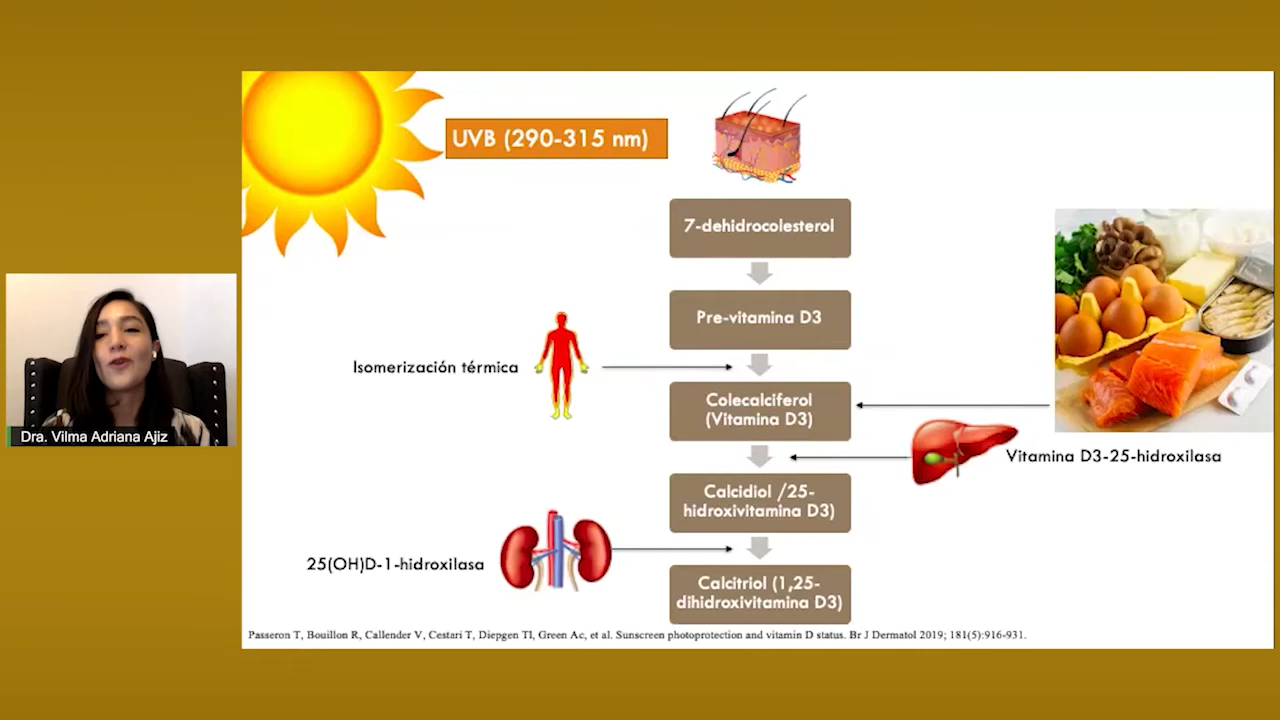 UVB (290-315 nm)
7-dehidrocolesterol
Pre-vitamina D3
Isomerización térmica
Colecalciferol
(Vitamina D3)
Vitamina D3-25-hidroxilasa
Calcidiol /25-
hidroxivitamina D3)
25(OH)D-1-hidroxilasa
Calcitriol (1,25-
dihidroxivitamina D3)
Passeron T, Bouillon R, Callender V, Cestari T, Diepgen TI, Green Ac, et al. Sunscreen photoprotection and vitamin D status. Br J Dermatol 2019; 181(5):916-931.
Dra. Vilma Adriana Ajiz